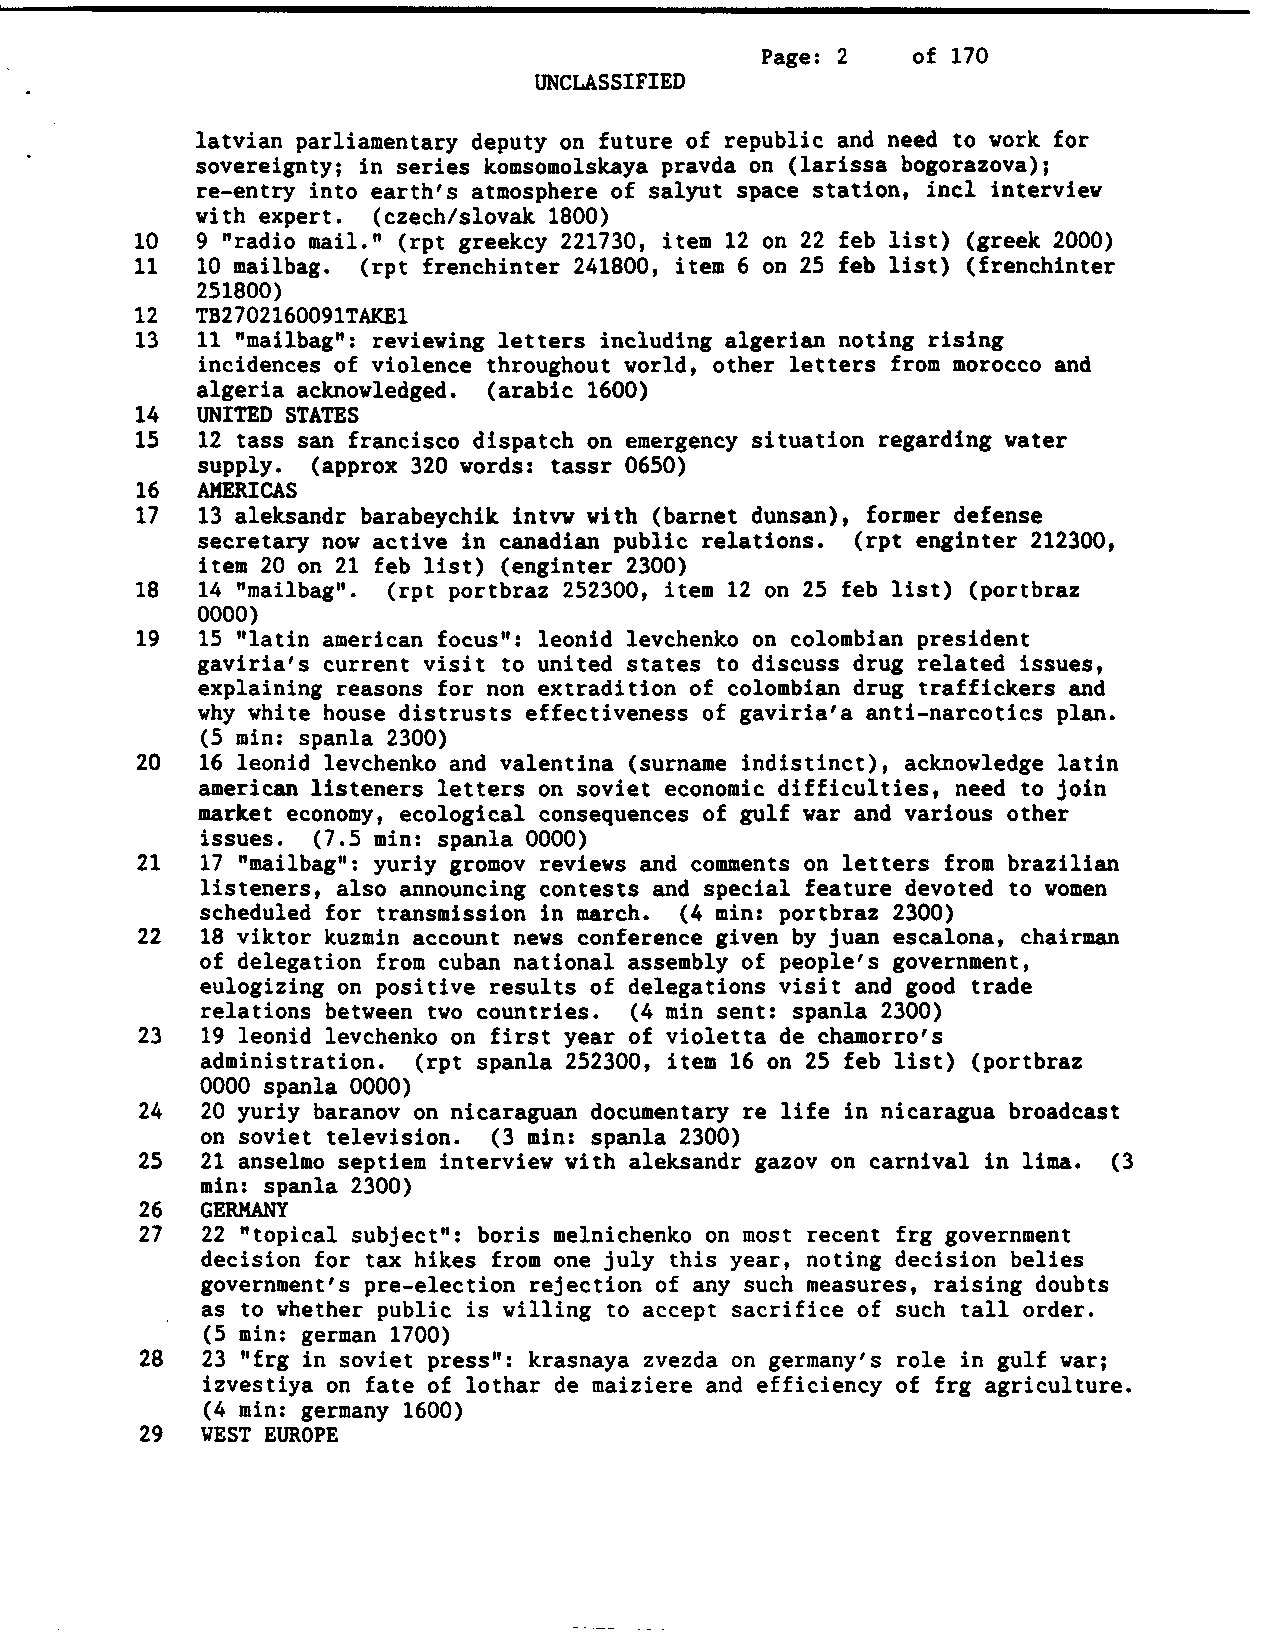 Page: 2 of 170
UNCLASSIFIED
latvian parliamentary deputy on future of republic and need to work for
sovereignty; in series komsomolskaya pravda on (larissa bogorazova);
re-entry into earth's atmosphere of salyut space station, incl interview
with expert. (czech/slovak 1800)
10 9 "radio mail." (rpt greekcy 221730, item 12 on 22 feb list) (greek 2000)
11 10 mailbag. (rpt frenchinter 241800, item 6 on 25 feb list) (frenchinter
251800)
12 TB2702160091TAKE1
13 11 "mailbag": reviewing letters including algerian noting rising
incidences of violence throughout world, other letters from morocco and
algeria acknowledged. (arabic 1600)
14 UNITED STATES
15 12 tass san francisco dispatch on emergency situation regarding water
supply. (approx 320 words: tassr 0650)
16 AMERICAS
17 13 aleksandr barabeychik intvw with (barnet dunsan), former defense
secretary now active in canadian public relations. (rpt enginter 212300,
item 20 on 21 feb list) (enginter 2300)
18 14 "mailbag". (rpt portbraz 252300, item 12 on 25 feb list) (portbraz
0000)
19 15 "latin american focus": leonid levchenko on colombian president
gaviria's current visit to united states to discuss drug related issues,
explaining reasons for non extradition of colombian drug traffickers and
why white house distrusts effectiveness of gaviria'a anti-narcotics plan.
(5 min: spanla 2300)
20 16 leonid levchenko and valentina (surname indistinct), acknowledge latin
american listeners letters on soviet economic difficulties, need to join
market economy, ecological consequences of gulf war and various other
issues. (7.5 min: spanla 0000)
21 17 "mailbag": yuriy gromov reviews and comments on letters from brazilian
listeners, also announcing contests and special feature devoted to women
scheduled for transmission in march. (4 min: portbraz 2300)
22 18 viktor kuzmin account news conference given by juan escalona, chairman
of delegation from cuban national assembly of people's government,
eulogizing on positive results of delegations visit and good trade
relations between two countries. (4 min sent: spanla 2300)
23 19 leonid levchenko on first year of violetta de chamorro's
administration. (rpt spanla 252300, item 16 on 25 feb list) (portbraz
0000 spanla 0000)
24 20 yuriy baranov on nicaraguan documentary re life in nicaragua broadcast
on soviet television. (3 min: spanla 2300)
25 21 anselmo septiem interview with aleksandr gazov on carnival in lima. (3
min: spanla 2300)
26 GERMANY
27 22 "topical subject": boris melnichenko on most recent frg government
decision for tax hikes from one july this year, noting decision belies
government's pre-election rejection of any such measures, raising doubts
as to whether public is willing to accept sacrifice of such tall order.
(5 min: german 1700)
28 23 "frg in soviet press": krasnaya zvezda on germany's role in gulf war;
izvestiya on fate of lothar de maiziere and efficiency of frg agriculture.
(4 min: germany 1600)
29 WEST EUROPE